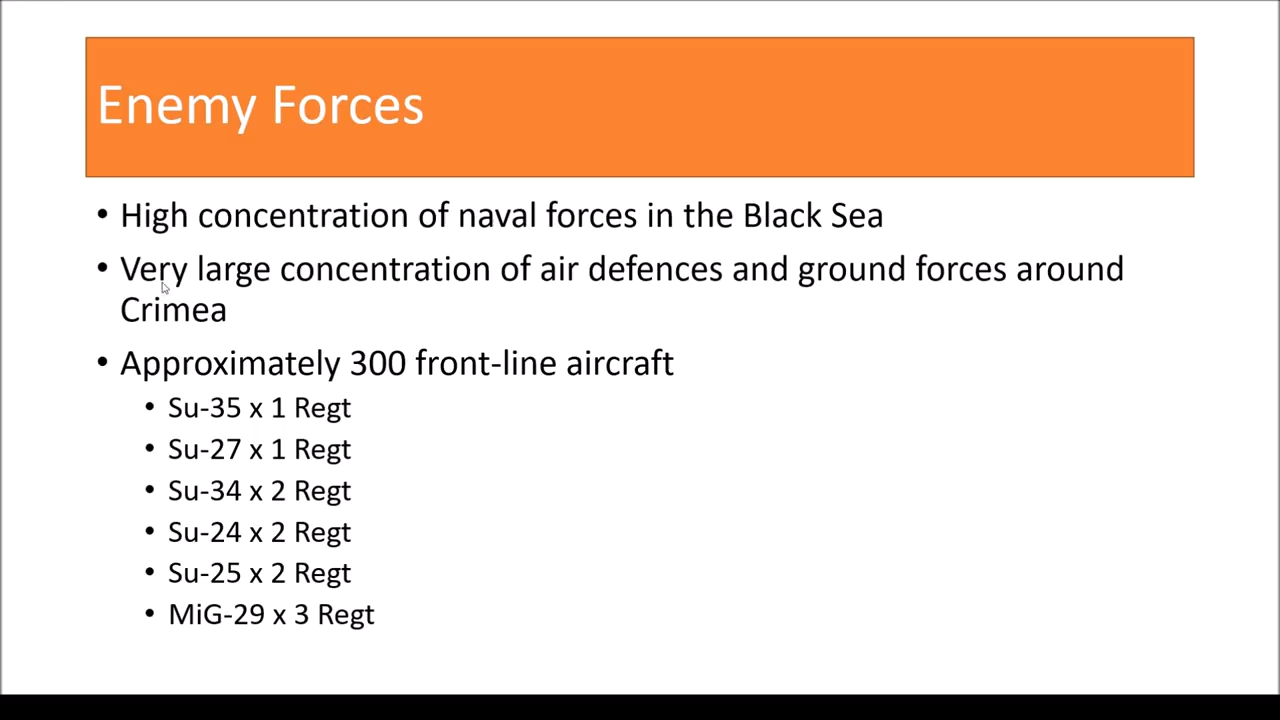 Enemy Forces
• High concentration of naval forces in the Black Sea
• Very large concentration of air defences and ground forces around
Crimea
• Approximately 300 front-line aircraft
• Su-35 x 1 Regt
• Su-27 x 1 Regt
• Su-34 x 2 Regt
• Su-24 x 2 Regt
• Su-25 x 2 Regt
• MiG-29 x 3 Regt